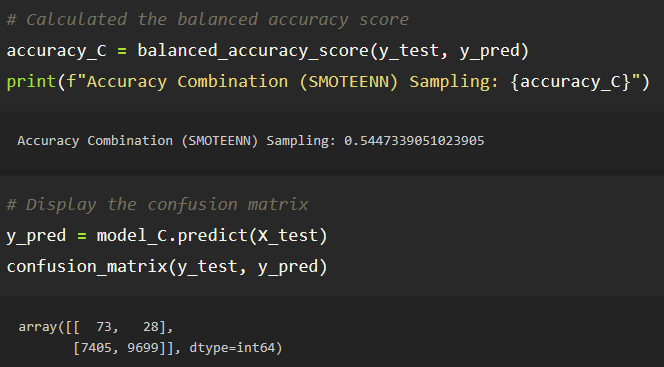 # Calculated the balanced accuracy score
accuracy_C = balanced_accuracy_score(y_test, y_pred)
print(f"Accuracy Combination (SMOTEENN) Sampling: {accuracy_C}")
Accuracy Combination (SMOTEENN) Sampling: 0.5447339051023905
# Display the confusion matrix
y_pred = model_C.predict(X_test)
confusion_matrix(y_test, y_pred)
array([[  73,   28],
       [7405, 9699]], dtype=int64)